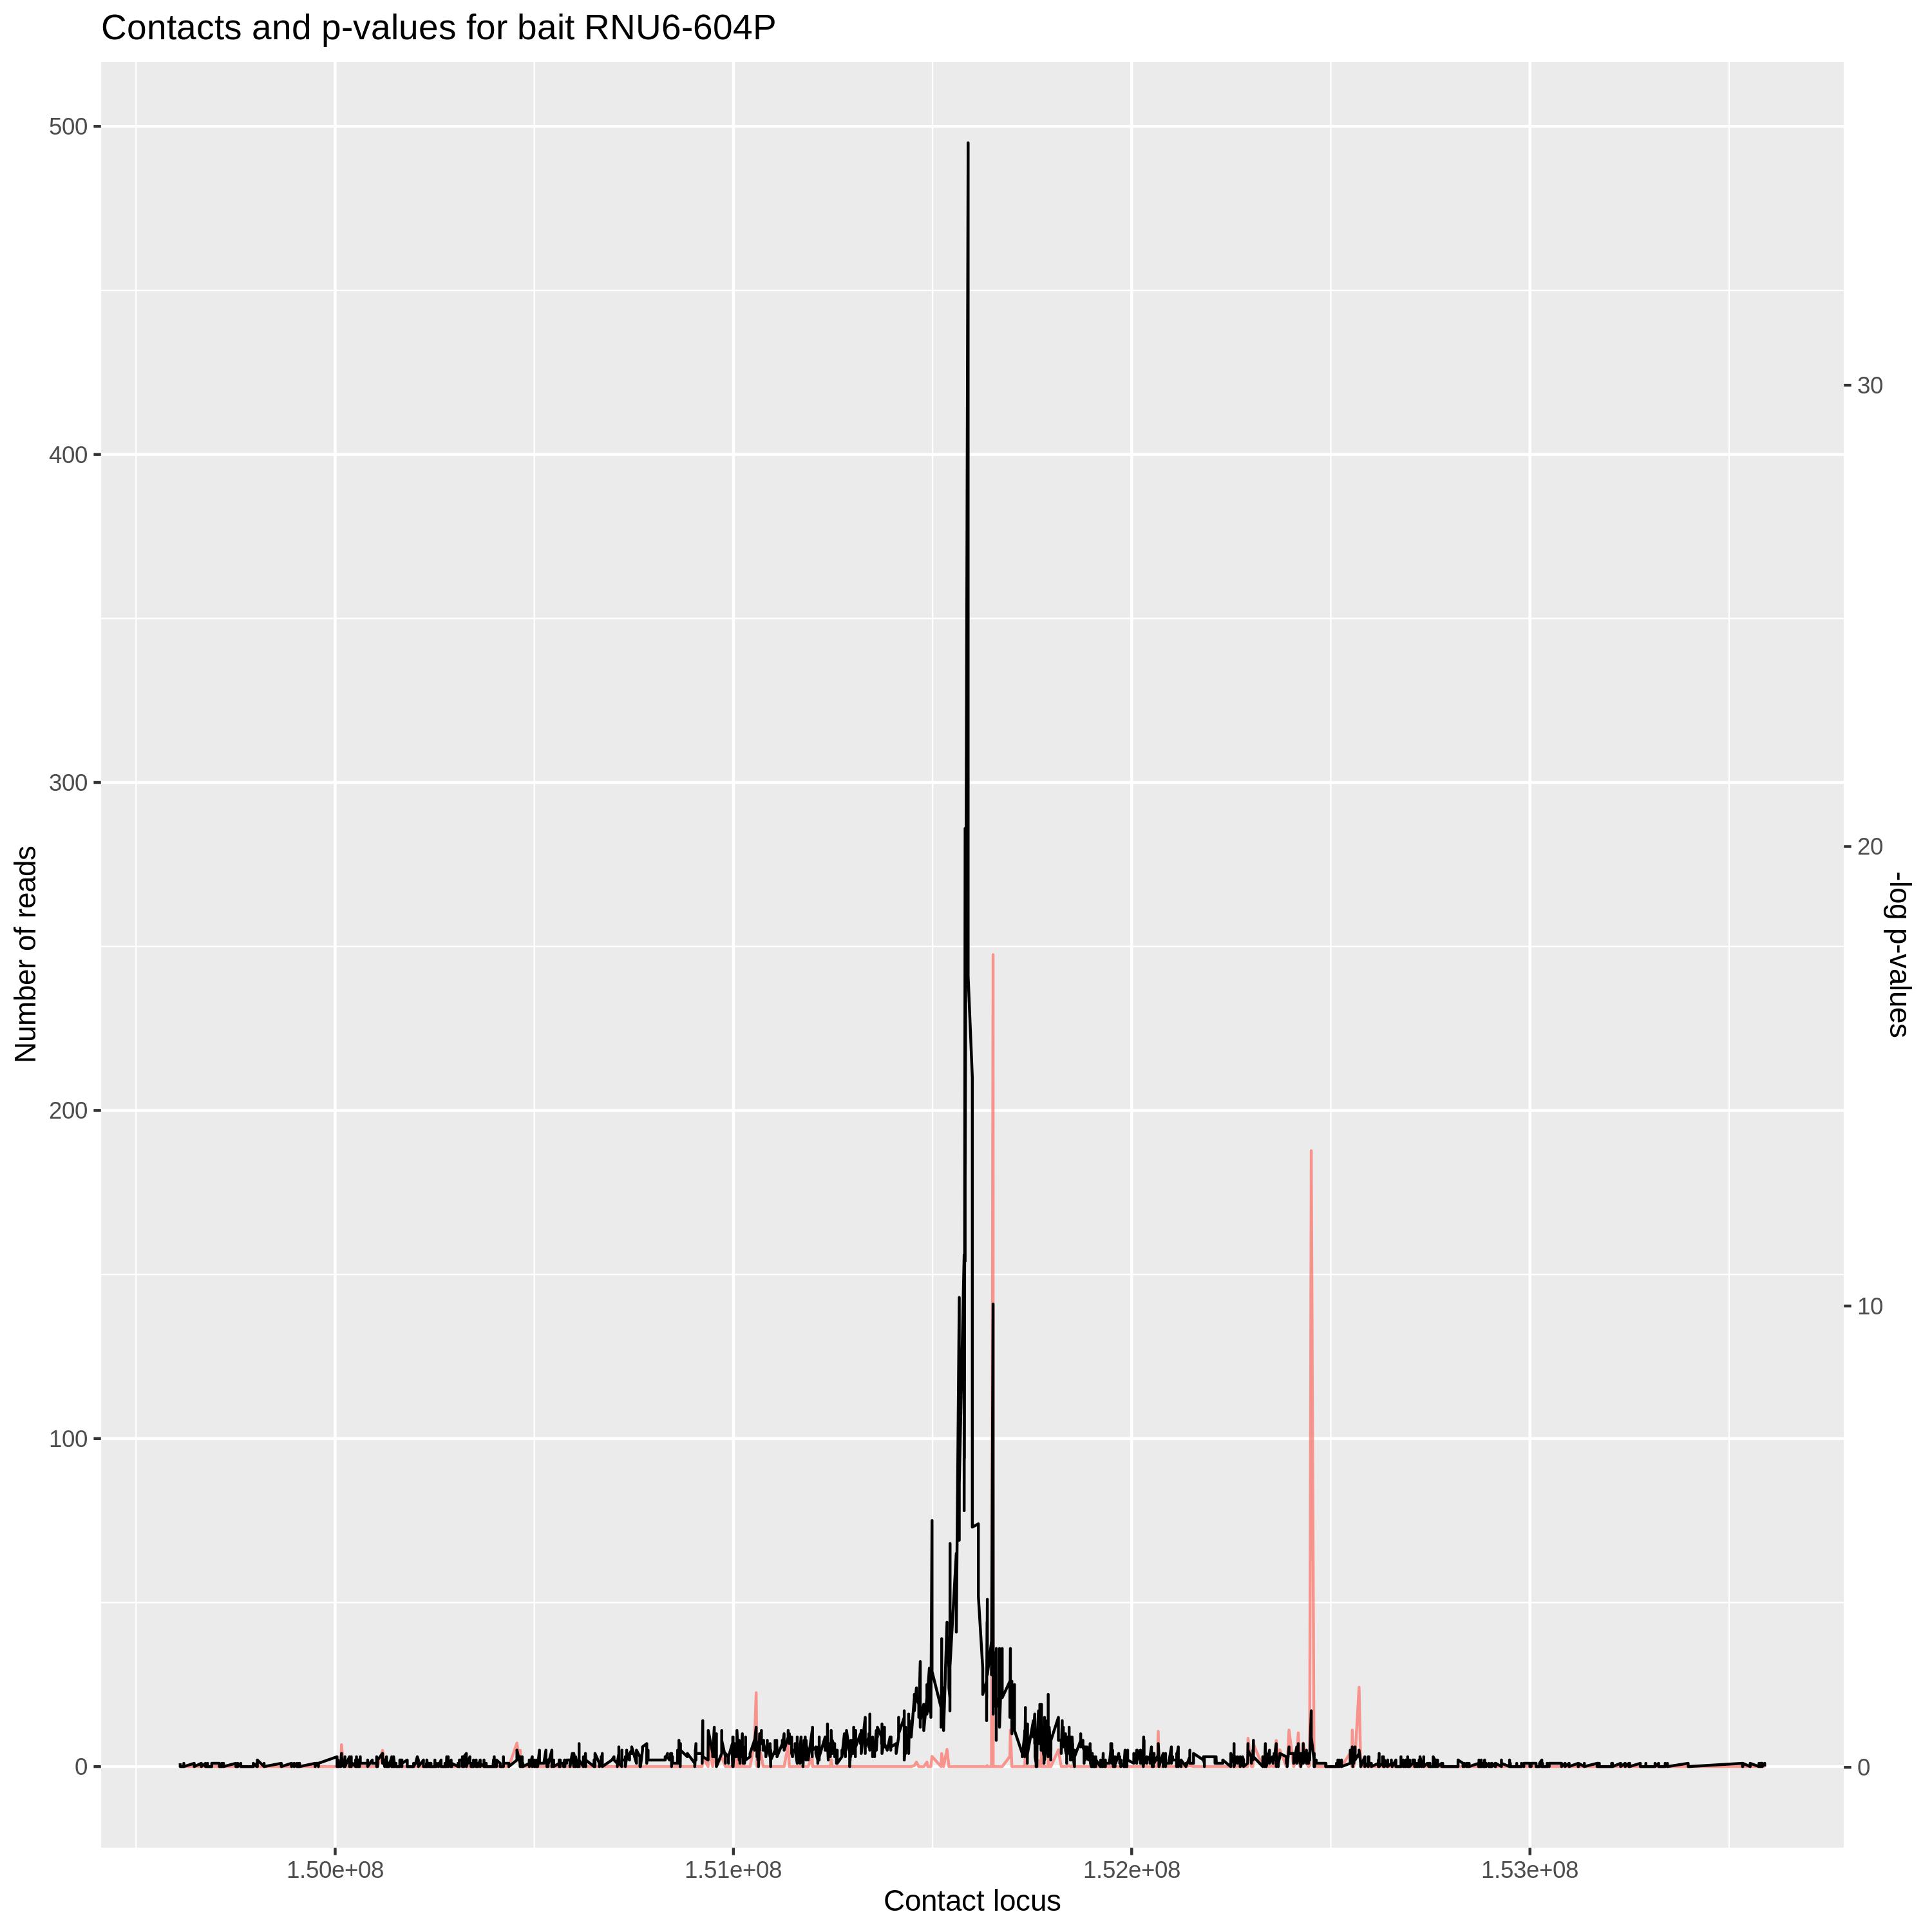 Contacts and p-values for bait RNU6-604P
500
400
300
200
100
0
Number of reads
30
20
10
0
-log p-values
1.50e+08
1.51e+08
1.52e+08
1.53e+08
Contact locus